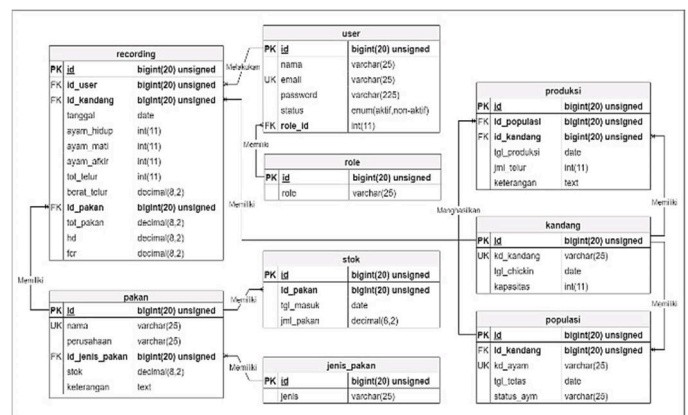 recording
PK id bigint(20) unsigned
FK id_user bigint(20) unsigned
FK id_kandang bigint(20) unsigned
tanggal date
ayam_hidup int(11)
ayam_mati int(11)
ayam_afkir int(11)
tot_telur int(11)
berat_telur decimal(8,2)
FK id_pakan bigint(20) unsigned
tot_pakan decimal(8,2)
hd decimal(8,2)
fcr decimal(8,2)
Melakukan
user
PK id bigint(20) unsigned
nama varchar(25)
UK email varchar(25)
password varchar(225)
status enum(aktif,non-aktif)
FK role_id int(11)
Memiliki
role
PK id bigint(20) unsigned
role varchar(25)
Memiliki
produksi
PK id bigint(20) unsigned
FK id_populasi bigint(20) unsigned
FK id_kandang bigint(20) unsigned
tgl_produksi date
jml_telur int(11)
keterangan text
Menghasilkan
Memiliki
kandang
PK id bigint(20) unsigned
UK kd_kandang varchar(25)
tgl_chickin date
kapasitas int(11)
Memiliki
populasi
PK id bigint(20) unsigned
FK id_kandang bigint(20) unsigned
UK kd_ayam varchar(25)
tgl_tetas date
status_aym varchar(25)
stok
PK id bigint(20) unsigned
id_pakan bigint(20) unsigned
tgl_masuk date
jml_pakan decimal(6,2)
Memiliki
Memiliki
pakan
PK id bigint(20) unsigned
UK nama varchar(25)
perusahaan varchar(25)
FK id_jenis_pakan bigint(20) unsigned
stok decimal(8,2)
keterangan text
Memiliki
jenis_pakan
PK id bigint(20) unsigned
jenis varchar(25)